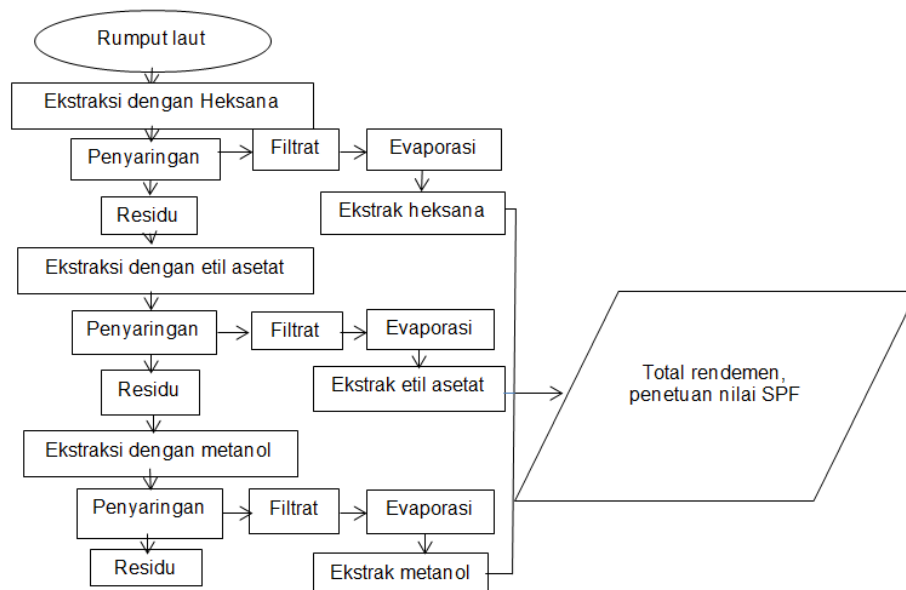 Rumput laut
Ekstraksi dengan Heksana
Penyaringan
Filtrat
Evaporasi
Residu
Ekstrak heksana
Ekstraksi dengan etil asetat
Penyaringan
Filtrat
Evaporasi
Residu
Ekstrak etil asetat
Total rendemen,
penetuan nilai SPF
Ekstraksi dengan metanol
Penyaringan
Filtrat
Evaporasi
Residu
Ekstrak metanol